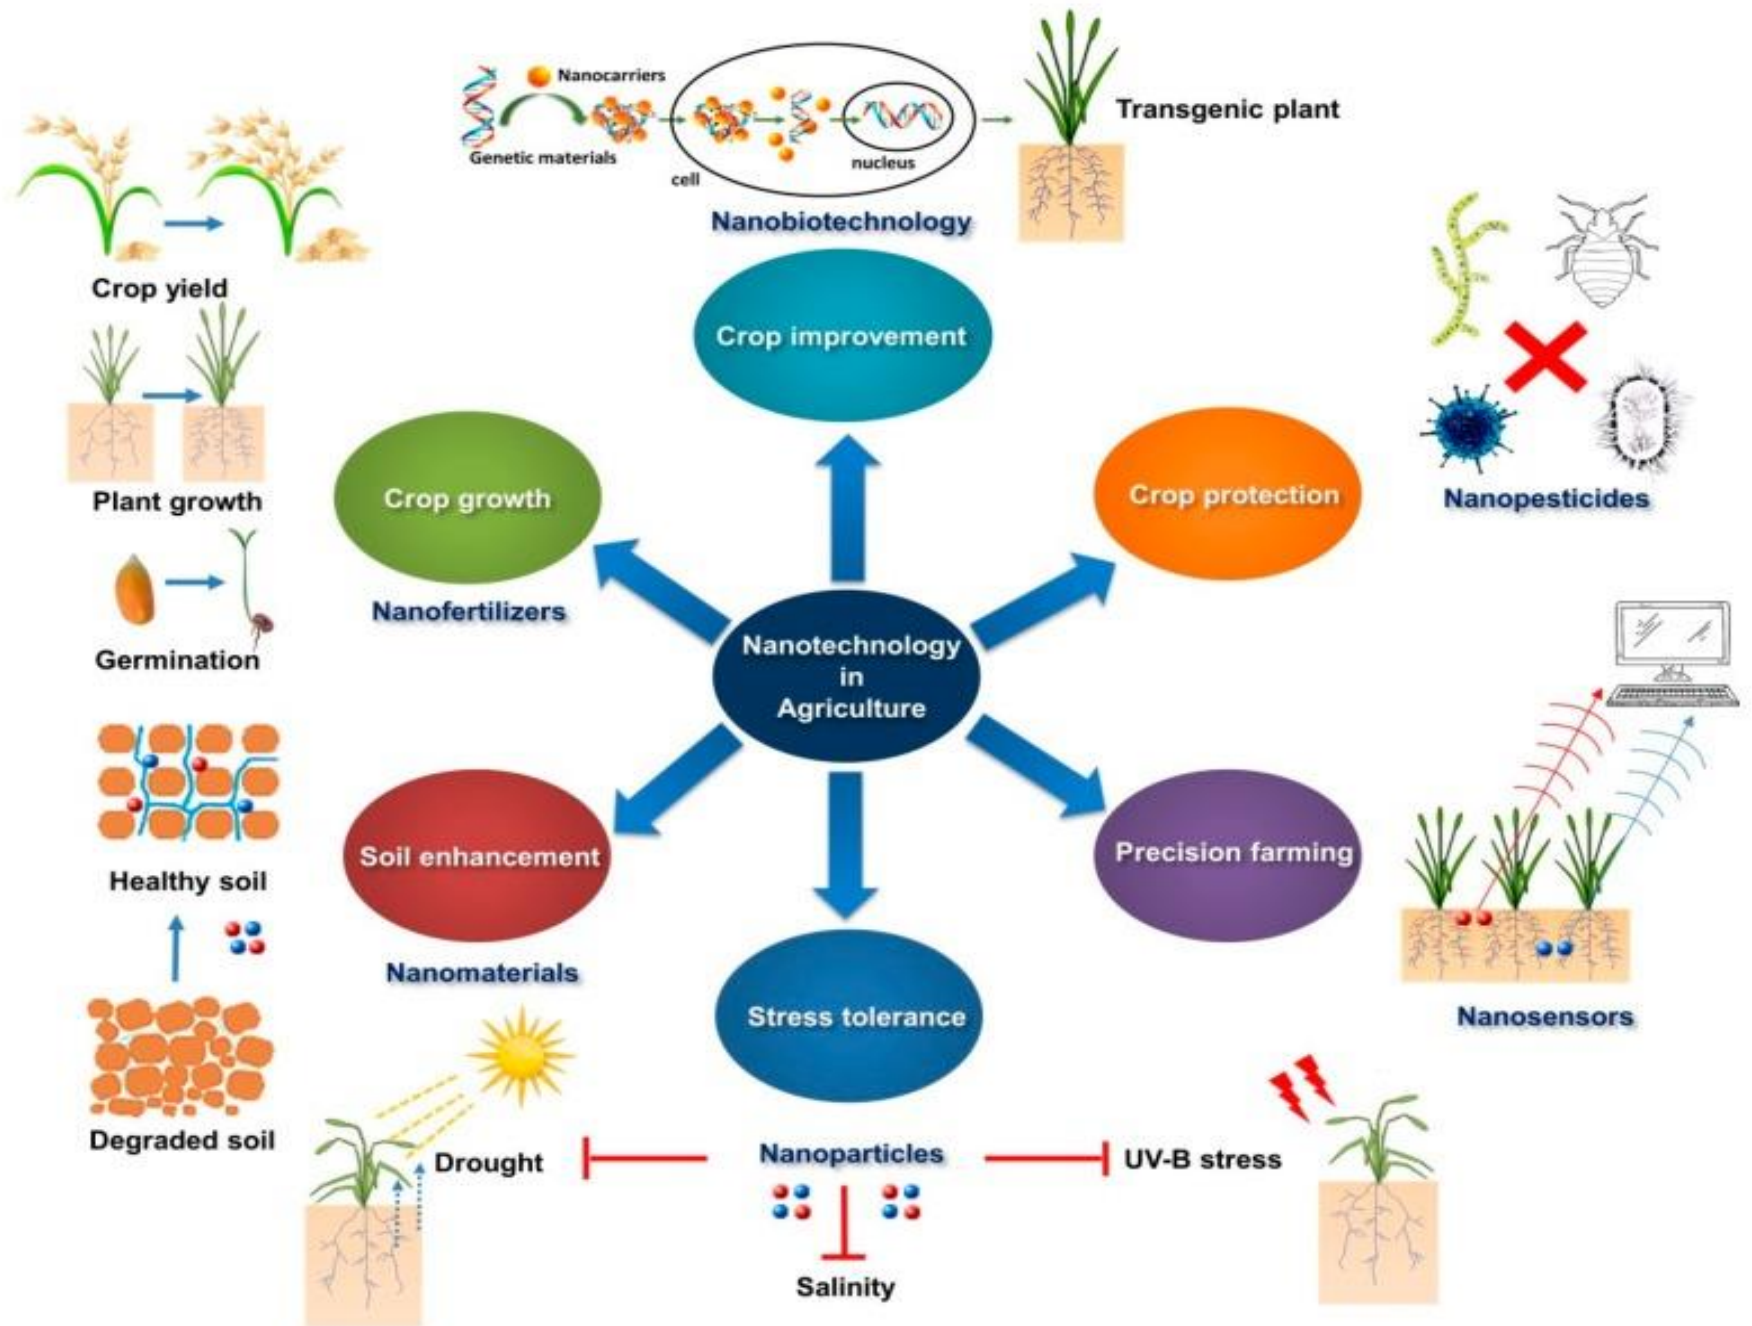 Nanocarriers
Genetic materials
cell
nucleus
Transgenic plant
Nanobiotechnology
Crop improvement
Crop yield
Plant growth
Germination
Crop growth
Nanofertilizers
Crop protection
Nanopesticides
Nanotechnology
in
Agriculture
Healthy soil
Degraded soil
Soil enhancement
Nanomaterials
Precision farming
Nanosensors
Stress tolerance
Drought
Nanoparticles
UV-B stress
Salinity